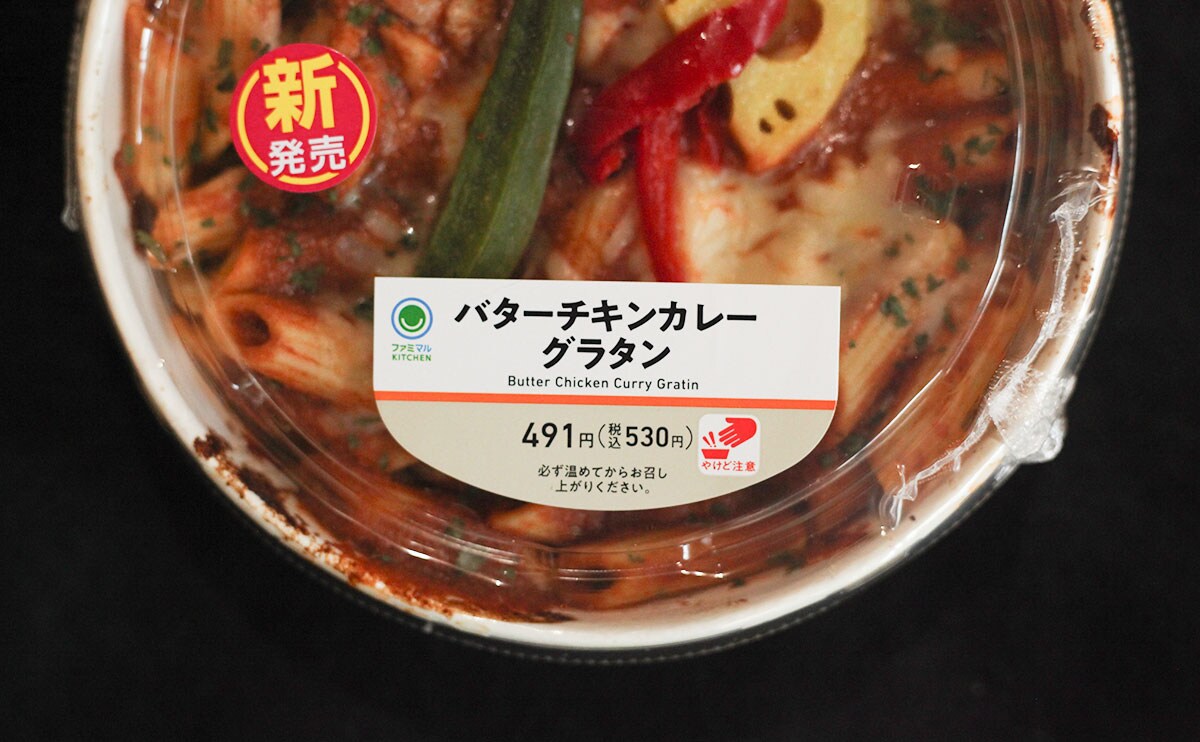 新
発売
バターチキンカレー
グラタン
Butter Chicken Curry Gratin
ファミマル
KITCHEN
491円(税込530円)
やけど注意
必ず温めてからお召し
上がりください。